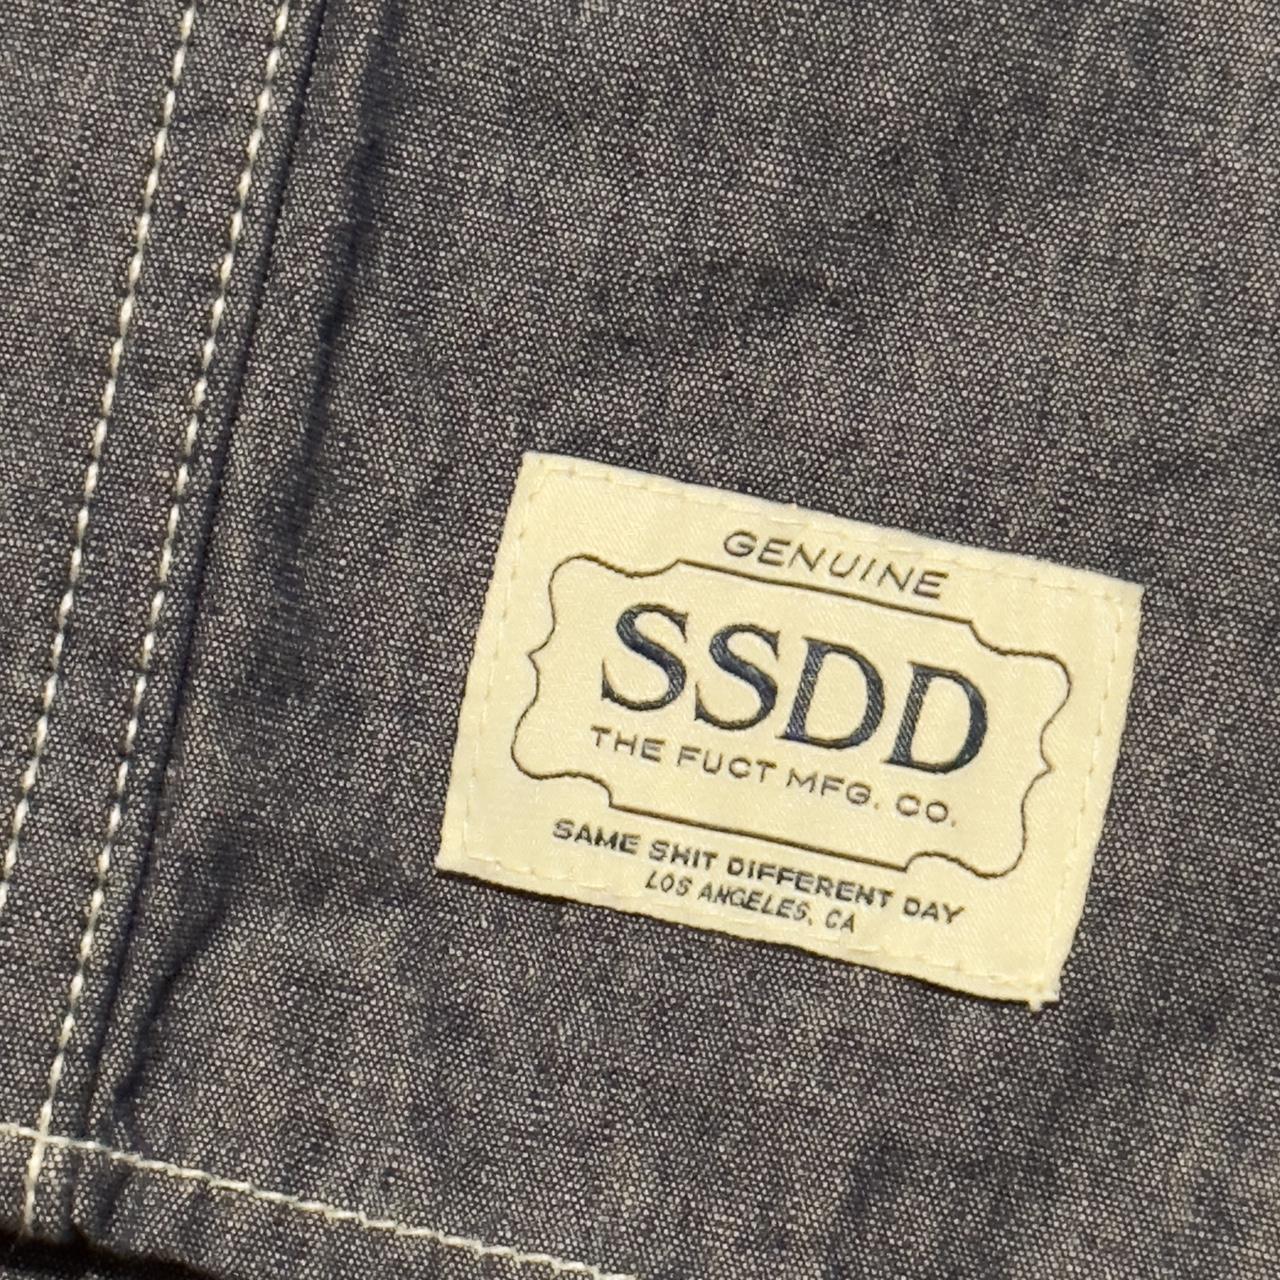 GENUINE
SSDD
THE FUCT MFG. CO.
SAME SHIT DIFFERENT DAY
LOS ANGELES, CA